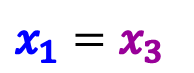 x₁ = x₃